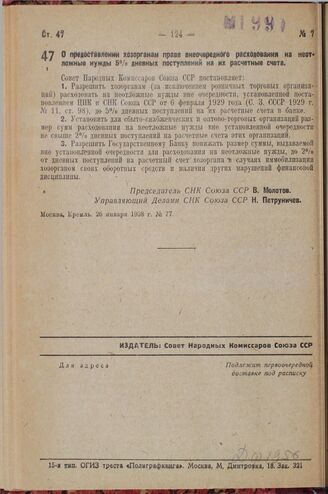 Ст. 47 — 124 — № 7
47 О предоставлении хозорганам права внеочередного расходования на неот-
ложные нужды 5% дневных поступлений на их расчетные счета.
Совет Народных Комиссаров Союза ССР постановляет:
1. Разрешить хозорганам (за исключением розничных торговых организа-
ций) расходовать на неотложные нужды вне очередности, установленной поста-
новлением ЦИК и СНК Союза ССР от 6 февраля 1929 года (С. З. СССР 1929 г.
№ 11, ст. 98), до 5% дневных поступлений на их расчетные счета в банке.
2. Установить для сбыто-снабженческих и оптово-торговых организаций раз-
мер сумм расходования на неотложные нужды вне установленной очередности
не свыше 2% дневных поступлений на расчетные счета этих организаций.
3. Разрешить Государственному Банку понижать размер суммы, выдаваемой
вне установленной очередности для расходования на неотложные нужды, до 2%
от дневных поступлений на расчетный счет хозоргана в случаях иммобилизации
хозорганом своих оборотных средств и наличия других нарушений финансовой
дисциплины.
Председатель СНК Союза ССР В. Молотов.
Управляющий Делами СНК Союза ССР Н. Петруничев.
Москва, Кремль. 26 января 1938 г. № 77.
ИЗДАТЕЛЬ: Совет Народных Комиссаров Союза ССР
Для адреса
Подлежит первоочередной
доставке под расписку
15-я тип. ОГИЗ треста «Полиграфкнига». Москва, М. Дмитровка, 18. Зак. 321